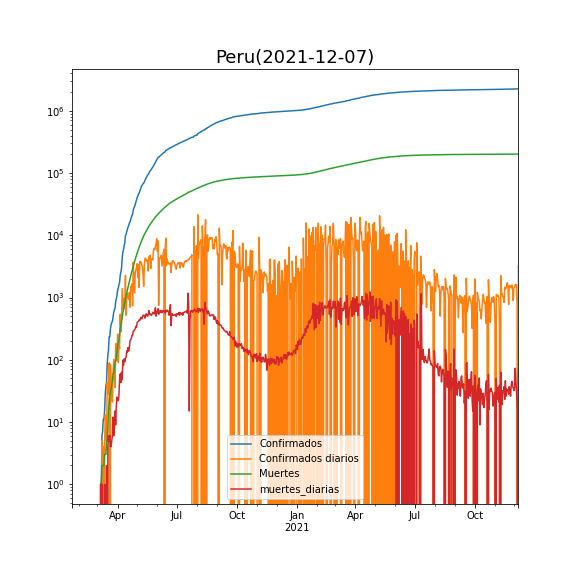 Peru(2021-12-07)
10^6
10^5
10^4
10^3
10^2
10^1
10^0
Confirmados
Confirmados diarios
Muertes
muertes_diarias
Apr Jul Oct Jan Apr Jul Oct
2021